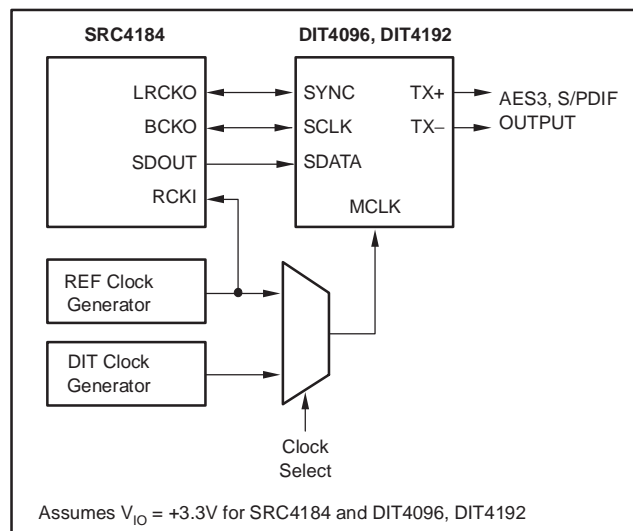 SRC4184
DIT4096, DIT4192
LRCKO
BCKO
SDOUT
RCKI
SYNC
SCLK
SDATA
TX+
TX–
MCLK
AES3, S/PDIF
OUTPUT
REF Clock
Generator
DIT Clock
Generator
Clock
Select
Assumes VIO = +3.3V for SRC4184 and DIT4096, DIT4192